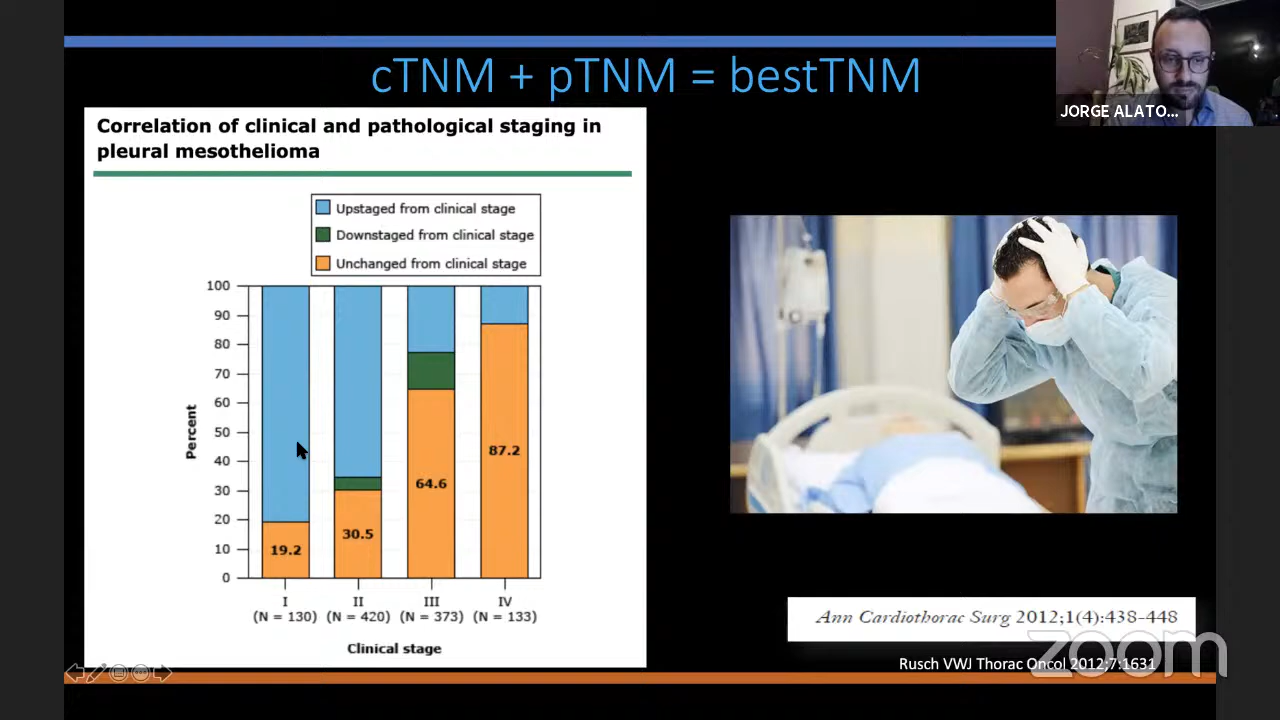 cTNM + pTNM = bestTNM
JORGE ALATO...
Correlation of clinical and pathological staging in
pleural mesothelioma
Upstaged from clinical stage
Downstaged from clinical stage
Unchanged from clinical stage
100
90
80
70
60
50
40
30
20
10
0
Percent
19.2
30.5
64.6
87.2
I
II
III
IV
(N = 130)
(N = 420)
(N = 373)
(N = 133)
Clinical stage
Ann Cardiothorac Surg 2012;1(4):438-448
Rusch VWJ Thorac Oncol 2012;7:1631
zoom